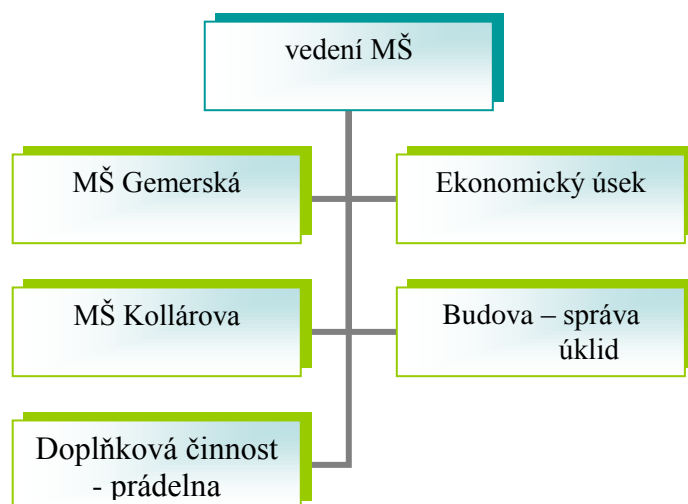 vedení MŠ
MŠ Gemerská
Ekonomický úsek
MŠ Kollárova
Budova – správa
úklid
Doplňková činnost
- prádelna